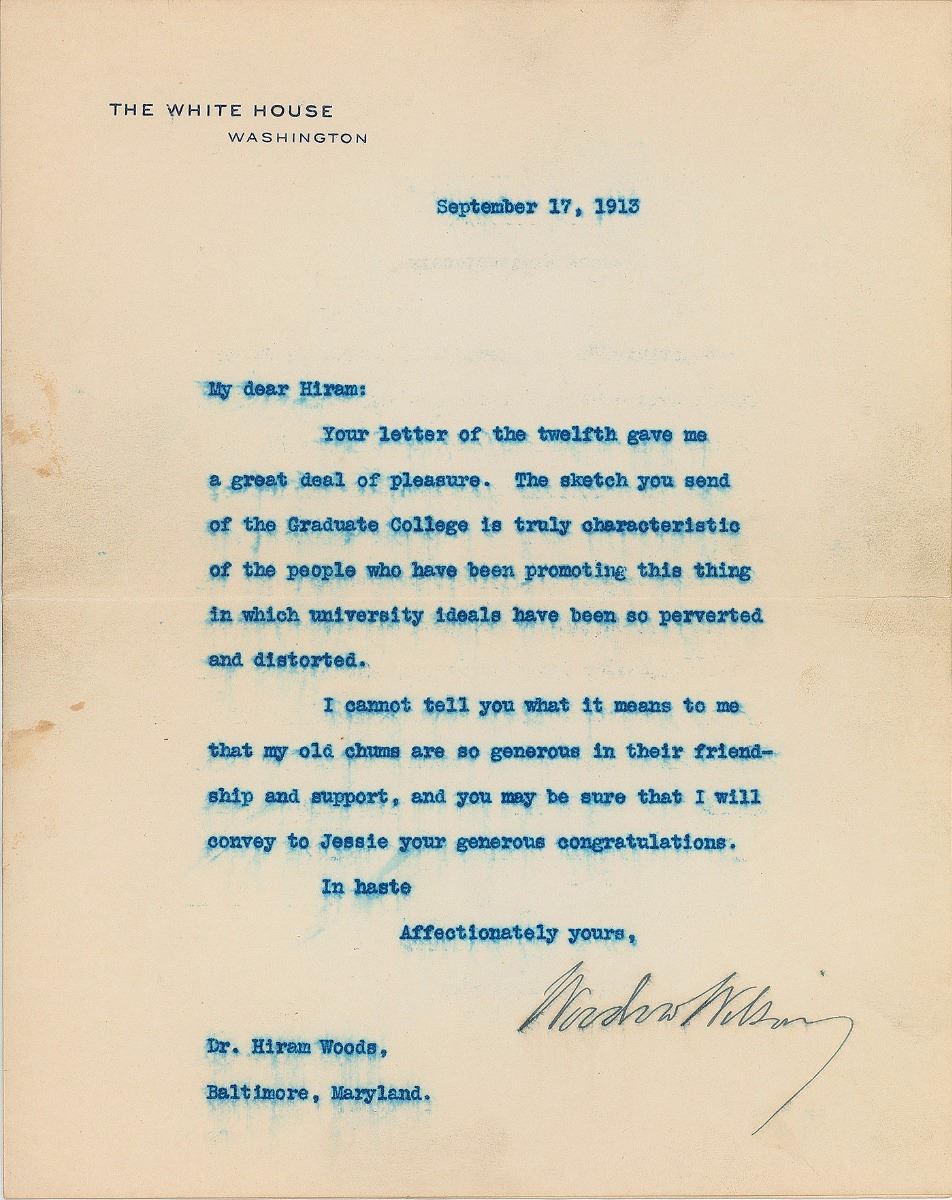 THE WHITE HOUSE
WASHINGTON
September 17, 1913
My dear Hiram:
Your letter of the twelfth gave me
a great deal of pleasure. The sketch you send
of the Graduate College is truly characteristic
of the people who have been promoting this thing
in which university ideals have been so perverted
and distorted.
I cannot tell you what it means to me
that my old chums are so generous in their friend-
ship and support, and you may be sure that I will
convey to Jessie your generous congratulations.
In haste
Affectionately yours,
Woodrow Wilson
Dr. Hiram Woods,
Baltimore, Maryland.